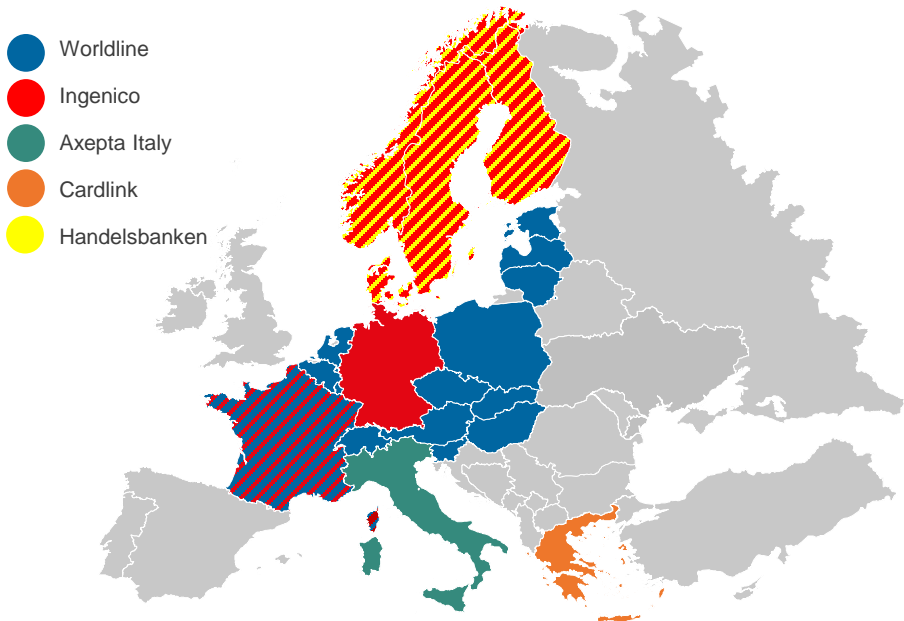 Worldline
Ingenico
Axepta Italy
Cardlink
Handelsbanken